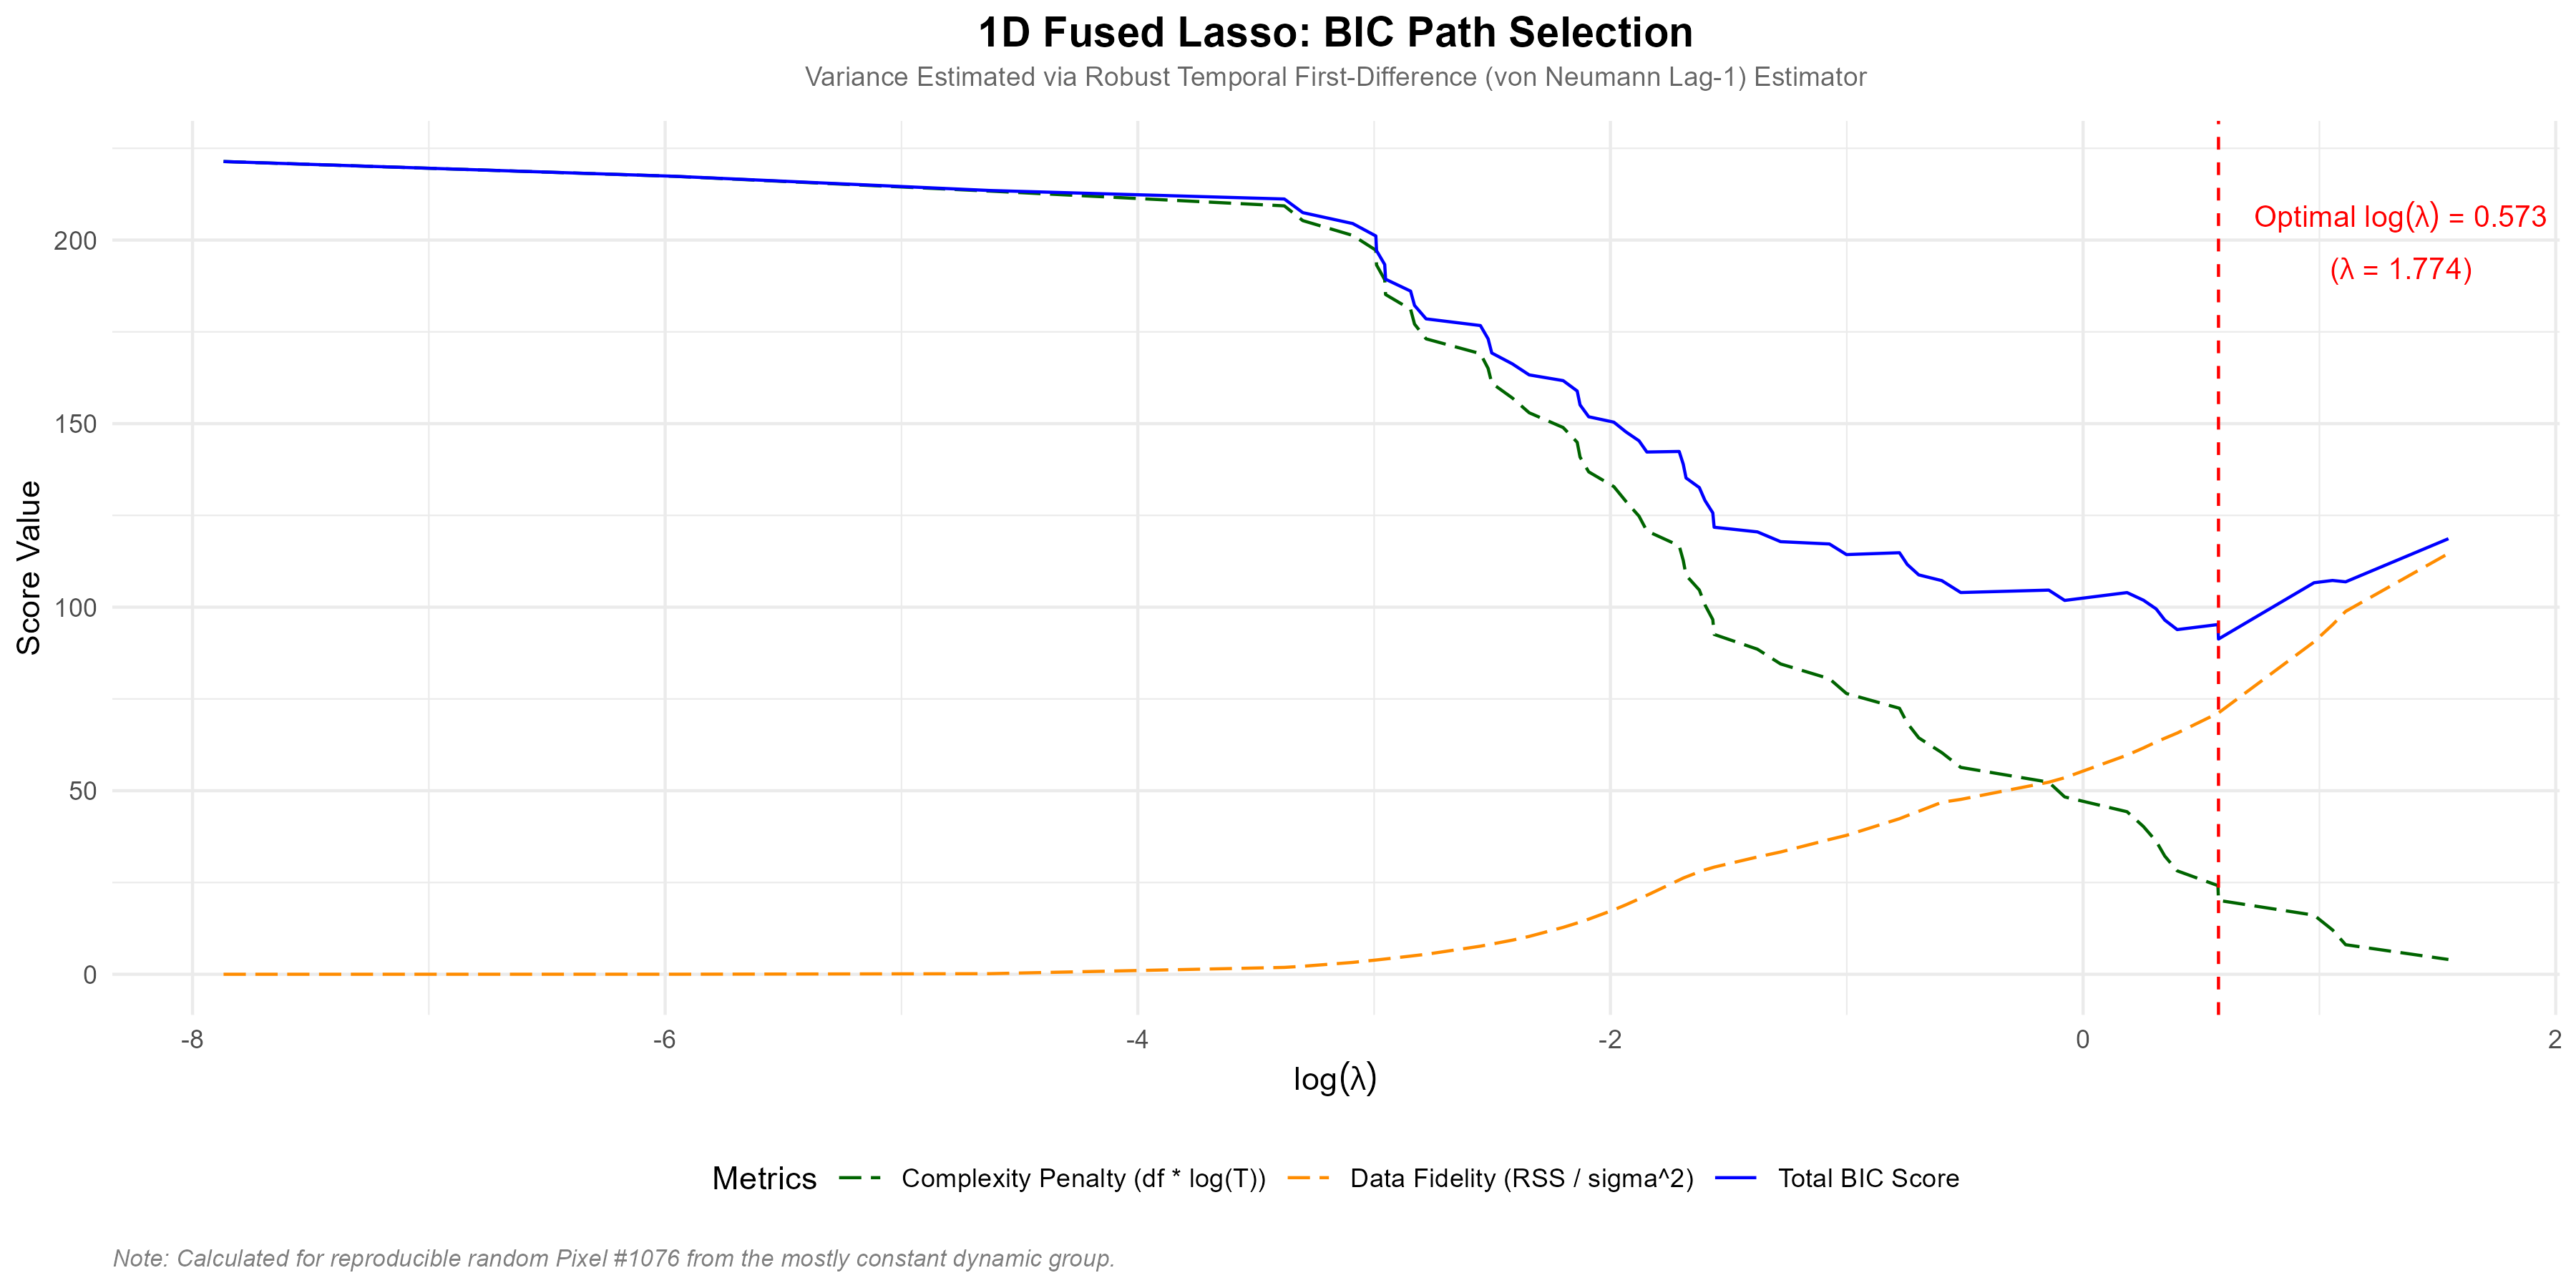 1D Fused Lasso: BIC Path Selection
Variance Estimated via Robust Temporal First-Difference (von Neumann Lag-1) Estimator
Optimal log(λ) = 0.573
(λ = 1.774)
Score Value
200
150
100
50
0
-8 -6 -4 -2 0 2
log(λ)
Metrics Complexity Penalty (df * log(T)) Data Fidelity (RSS / sigma^2) Total BIC Score
Note: Calculated for reproducible random Pixel #1076 from the mostly constant dynamic group.